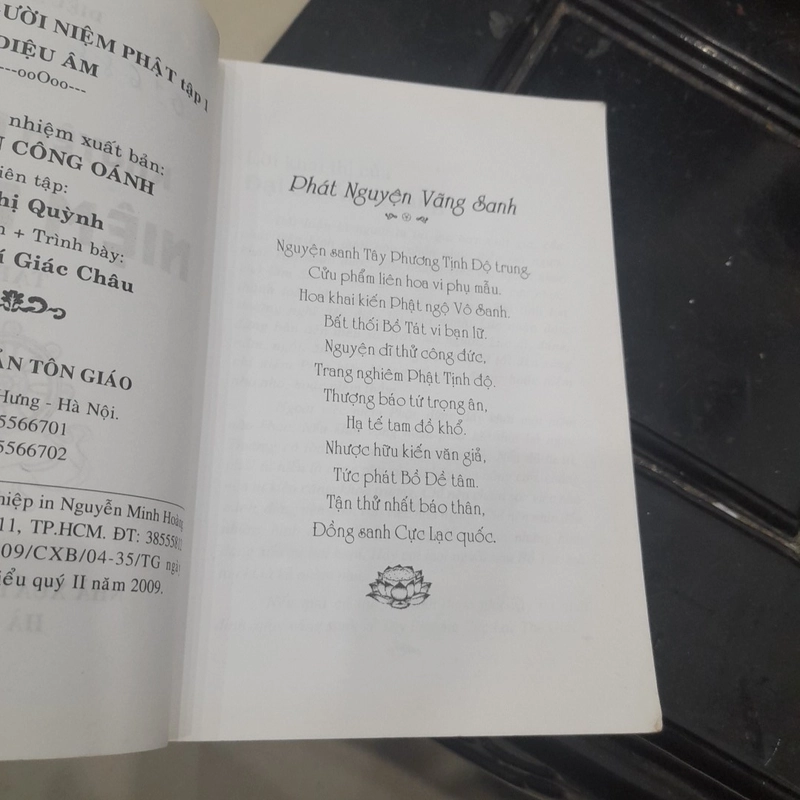 ƯỜI NIỆM PHẬT tập 1
DIỆU ÂM
---ooOoo---
nhiệm xuất bản:
CÔNG OÁNH
iên tập:
hị Quỳnh
+ Trình bày:
Giác Châu
ẢN TÔN GIÁO
Hưng - Hà Nội.
5566701
5566702
hiệp in Nguyễn Minh Hoàng
11, TP.HCM. ĐT: 385558
09/CXB/04-35/TG ngày
iểu quý II năm 2009.
Phát Nguyện Vãng Sanh
Nguyện sanh Tây Phương Tịnh Độ trung.
Cửu phẩm liên hoa vi phụ mẫu.
Hoa khai kiến Phật ngộ Vô Sanh.
Bất thối Bồ Tát vi bạn lữ.
Nguyện dĩ thử công đức,
Trang nghiêm Phật Tịnh độ.
Thượng báo tứ trọng ân,
Hạ tế tam đồ khổ.
Nhược hữu kiến văn giả,
Tức phát Bồ Đề tâm.
Tận thử nhất báo thân,
Đồng sanh Cực Lạc quốc.